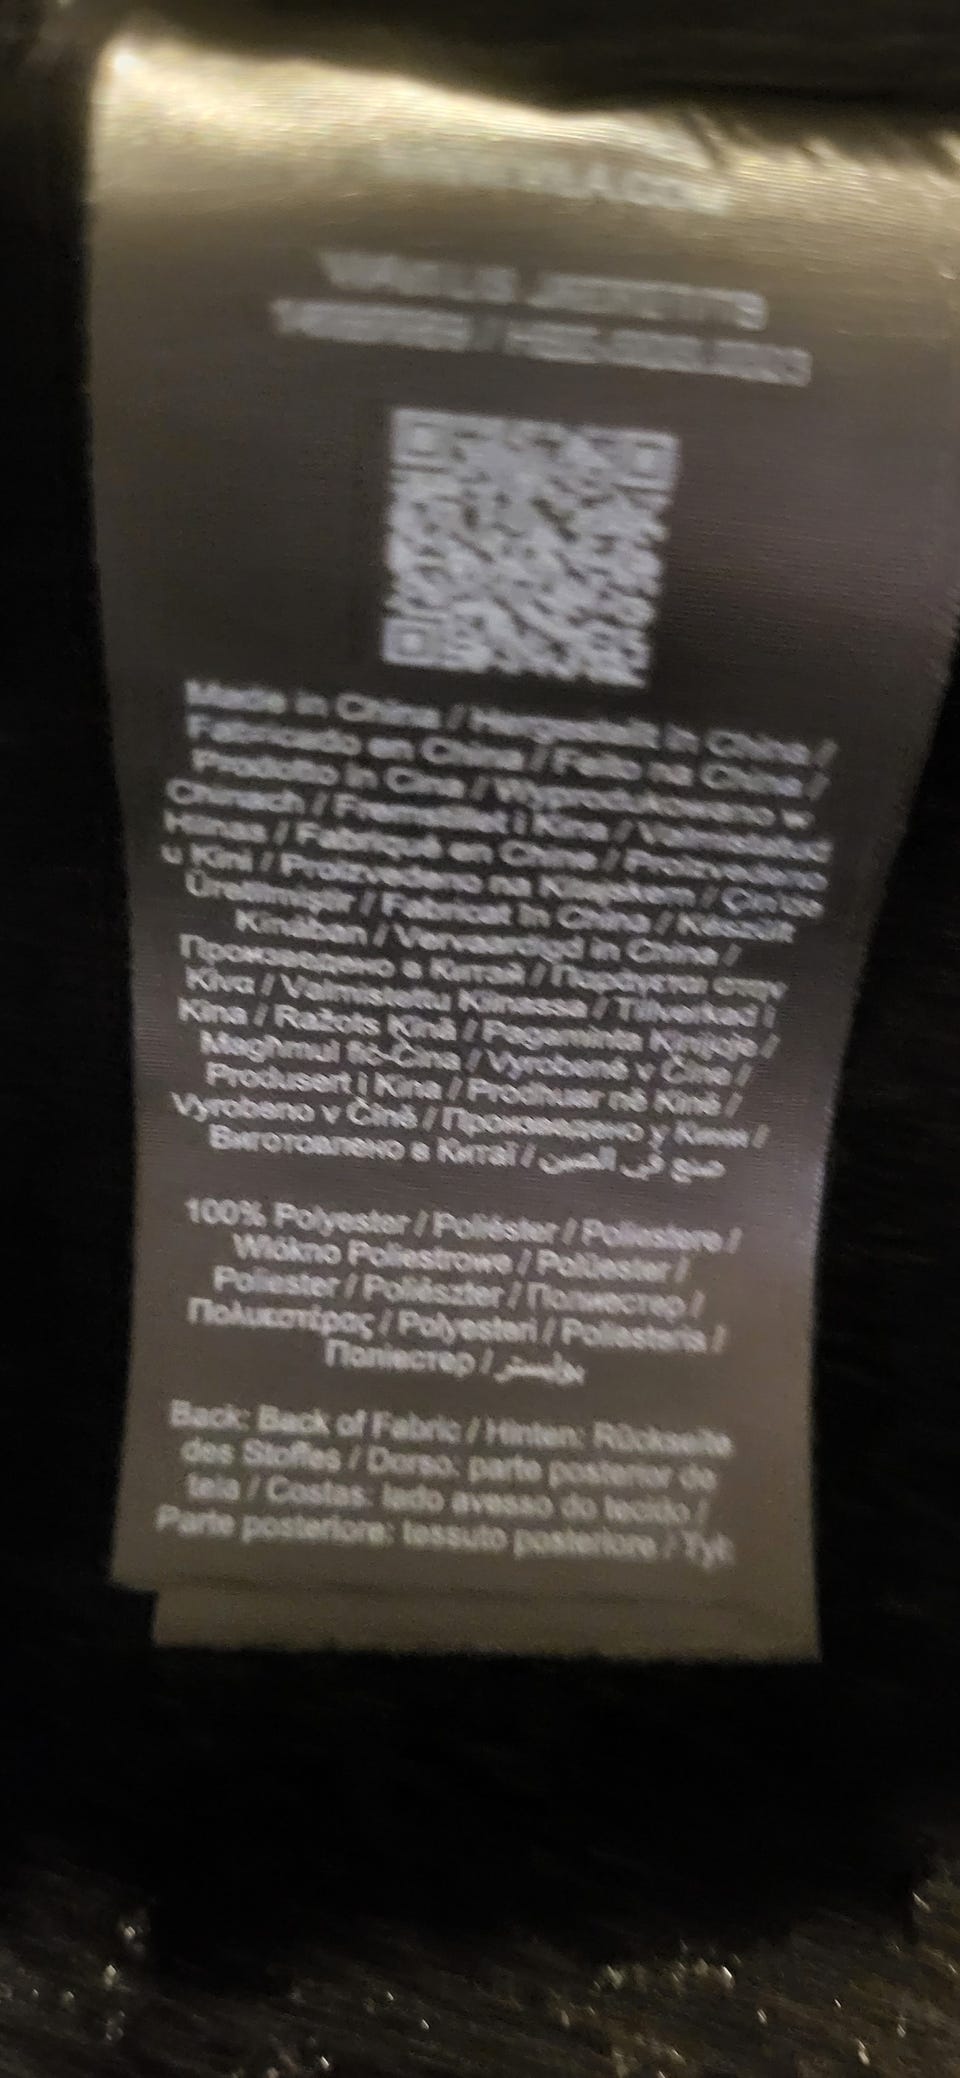 WWW.VILA.COM
Made in China / Hergestellt in China /
Fabricado en China / Feito na China /
Prodotto in Cina / Wyprodukowano w
Chinach / Fremstillet i Kina / Valmistatud
Hiinas / Fabriqué en Chine / Proizvedeno
u Kini / Proizvedeno na Kitajskem / Çin'de
Üretilmiştir / Fabricat în China / Készült
Kínában / Vervaardigd in China /
Произведено в Китай / Παράγεται στην
Κίνα / Valmistettu Kiinassa / Tillverkad i
Kina / Ražots Ķīnā / Pagaminta Kinijoje /
Magħmul fiċ-Ċina / Vyrobené v Číne /
Produsert i Kina / Prodhuar në Kinë /
Vyrobeno v Číně / Произведено у Кини /
Виготовлено в Китаї / صنع في الصين
100% Polyester / Poliéster / Poliestere /
Włókno Poliestrowe / Polüester /
Poliester / Poliészter / Полиестер /
Πολυεστέρας / Polyesteri / Poliesteris /
Поліестер / بوليستر
Back: Back of Fabric / Hinten: Rückseite
des Stoffes / Dorso: parte posterior de
tela / Costas: lado avesso do tecido /
Parte posteriore: tessuto posteriore / Tył: